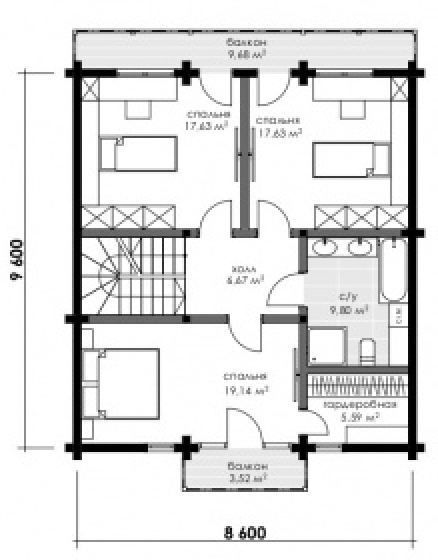 балкон
9,68 м²
спальня
17,63 м²
спальня
17,63 м²
9 600
холл
6,67 м²
с/у
9,80 м²
спальня
19,14 м²
гардеробная
5,59 м²
балкон
3,52 м²
8 600